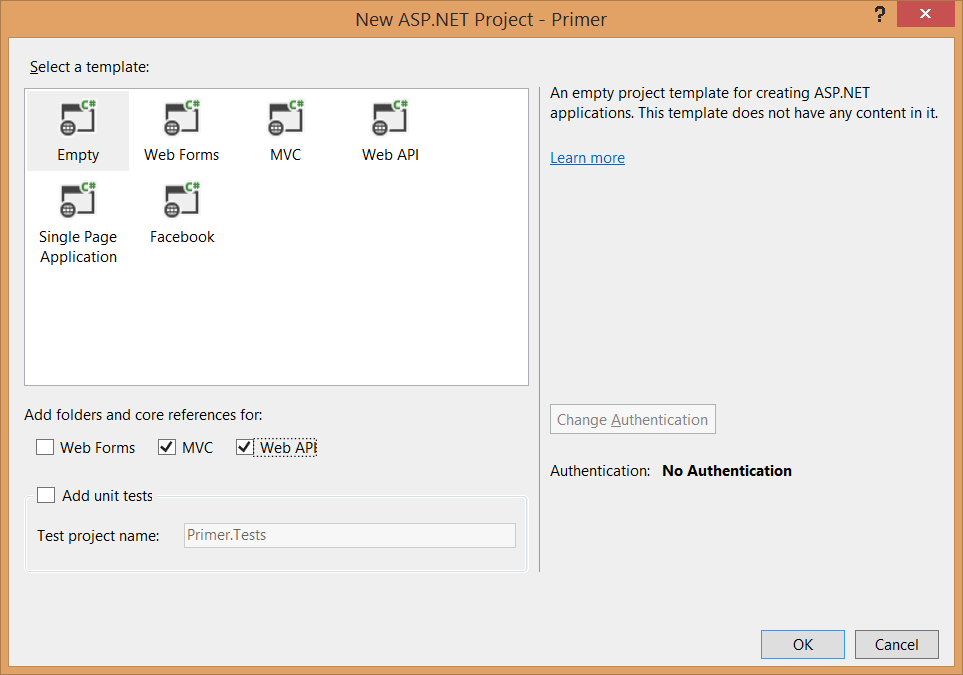 New ASP.NET Project - Primer
?
Select a template:
C# C# C# C#
Empty Web Forms MVC Web API
C# C#
Single Page
Application
Facebook
An empty project template for creating ASP.NET
applications. This template does not have any content in it.
Learn more
Add folders and core references for:
Web Forms MVC Web API
Add unit tests
Test project name: Primer.Tests
Change Authentication
Authentication: No Authentication
OK Cancel